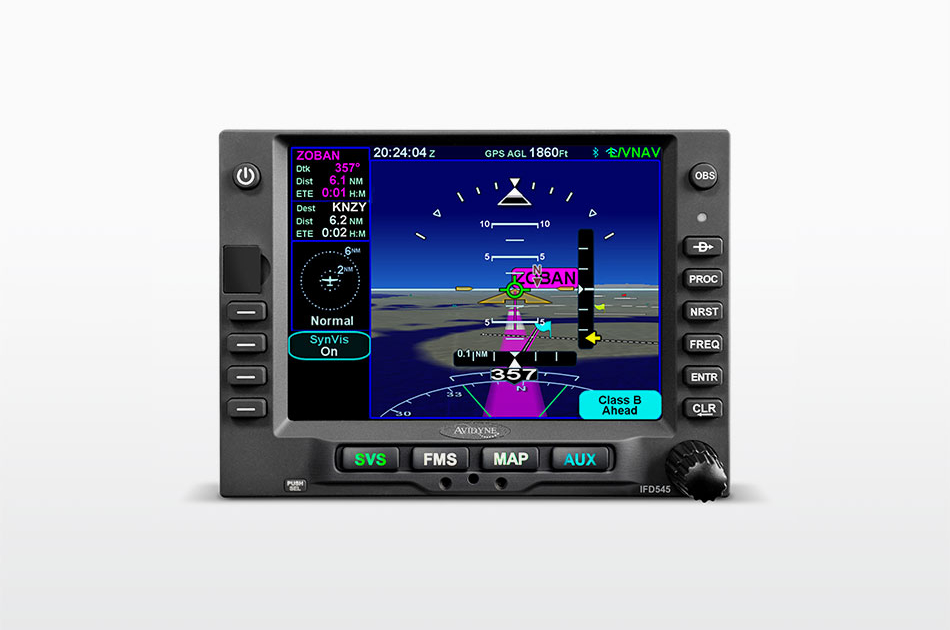 ZOBAN
Dtk 357°
Dist 6.1 NM
ETE 0:01 H:M
Dest KNZY
Dist 6.2 NM
ETE 0:02 H:M
6NM
2NM
Normal
SynVis
On
20:24:04 Z GPS AGL 1860Ft /VNAV
10 10
5 5
N
ZOBAN
5 5
0.1 NM
357
30 33 N
Class B
Ahead
OBS
D
PROC
NRST
FREQ
ENTR
CLR
AVIDYNE
SVS FMS MAP AUX
PUSH
SEL
IFD545